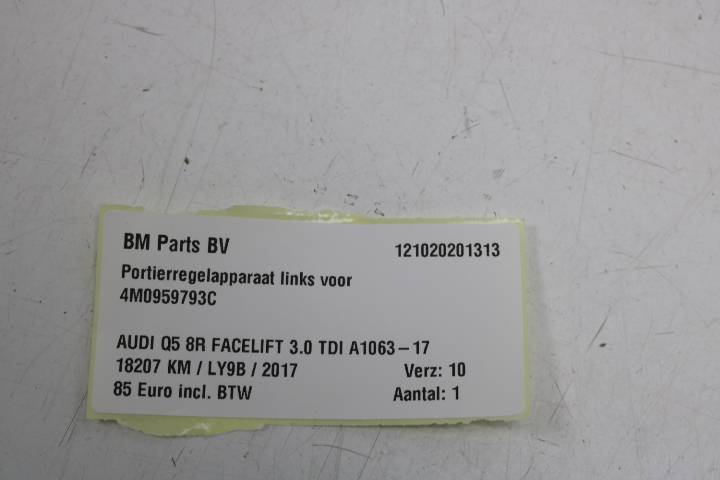 BM Parts BV 121020201313
Portierregelapparaat links voor
4M0959793C
AUDI Q5 8R FACELIFT 3.0 TDI A1063-17
18207 KM / LY9B / 2017 Verz: 10
85 Euro incl. BTW Aantal: 1